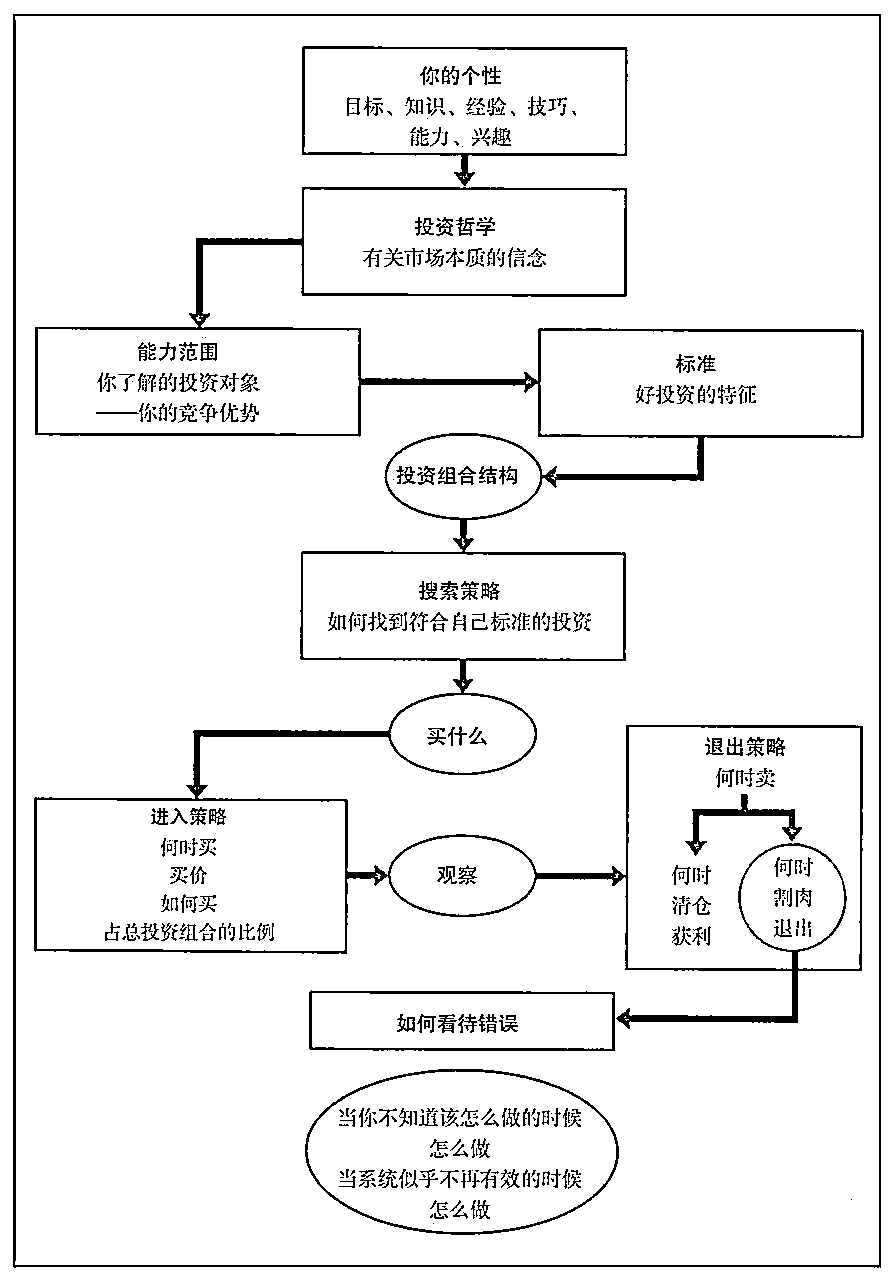 你的个性
目标、知识、经验、技巧、
能力、兴趣
投资哲学
有关市场本质的信念
能力范围
你了解的投资对象
——你的竞争优势
标准
好投资的特征
投资组合结构
搜索策略
如何找到符合自己标准的投资
买什么
进入策略
何时买
买价
如何买
占总投资组合的比例
观察
退出策略
何时卖
何时
清仓
获利
何时
割肉
退出
如何看待错误
当你不知道该怎么做的时候
怎么做
当系统似乎不再有效的时候
怎么做